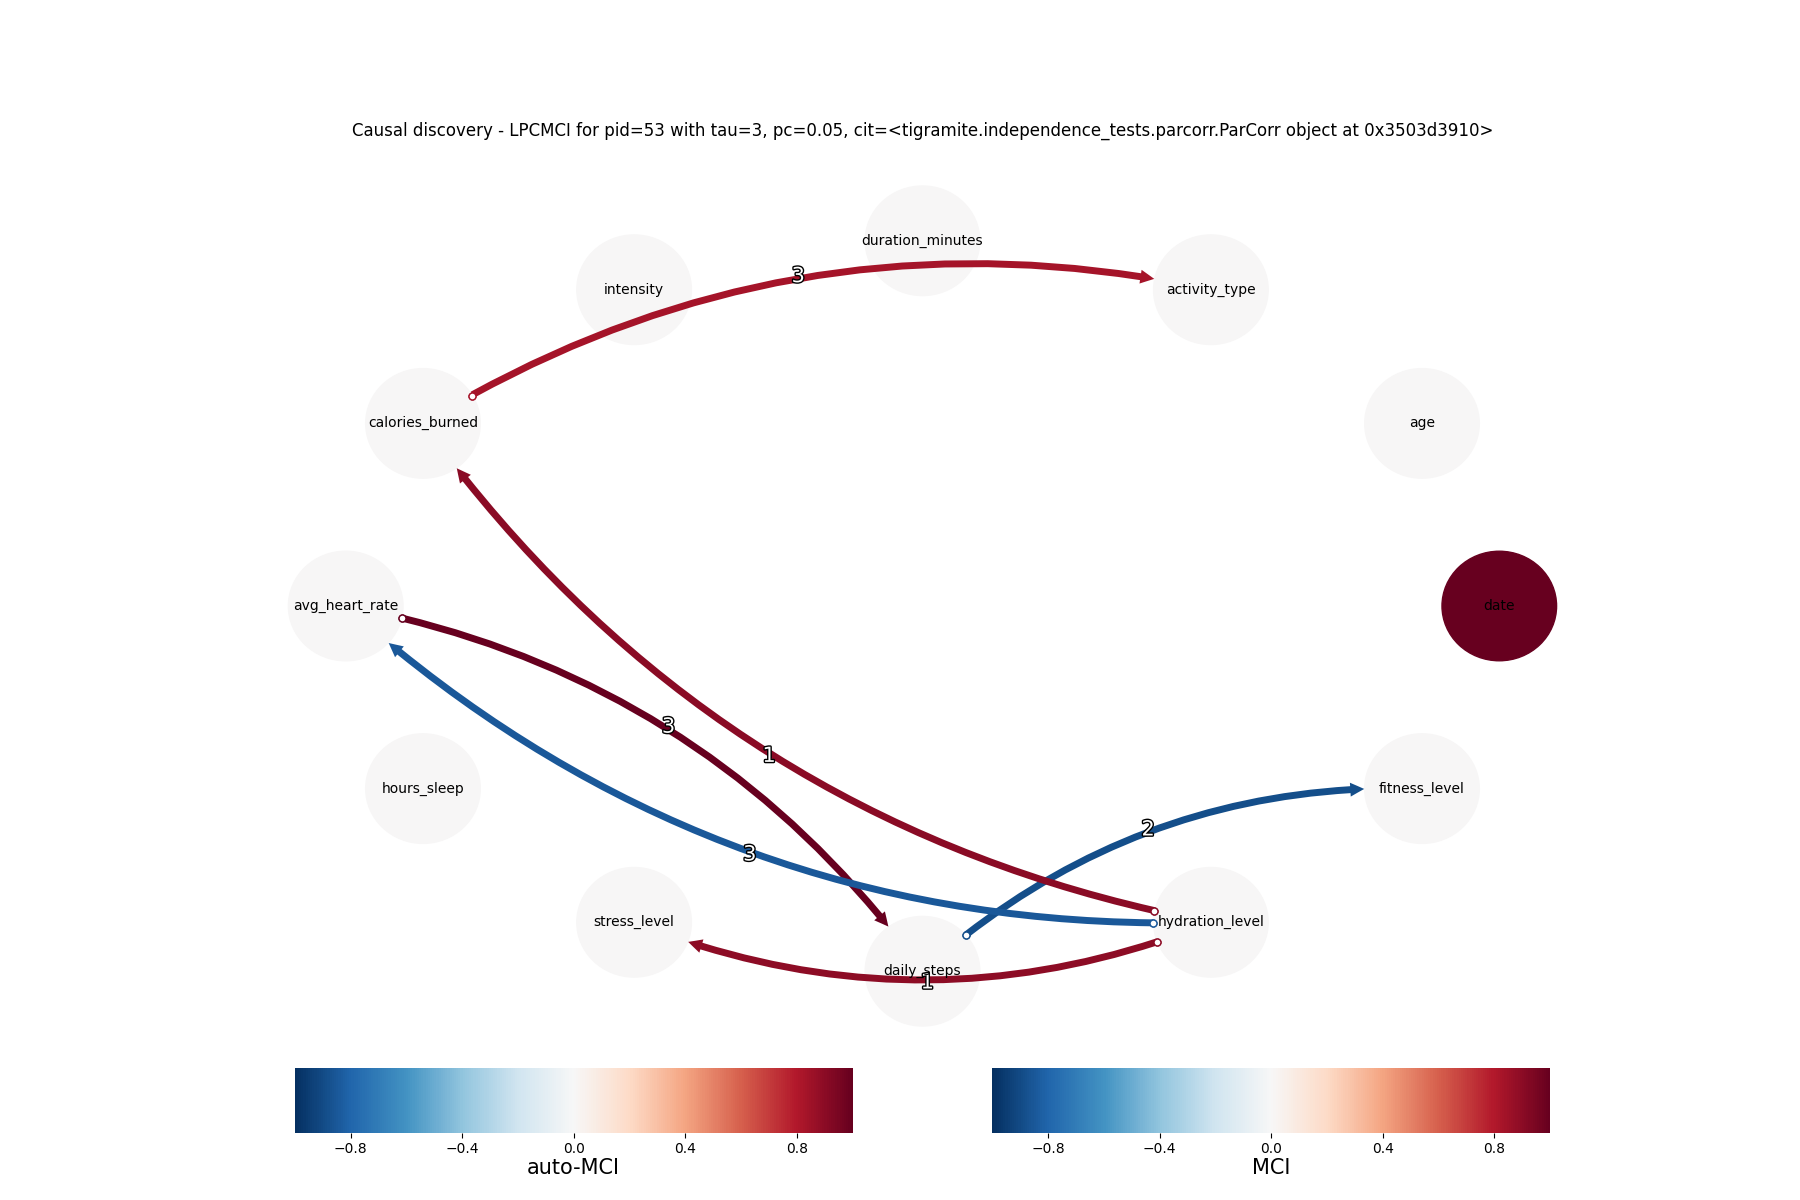 Causal discovery - LPCMCI for pid=53 with tau=3, pc=0.05, cit=<tigramite.independence_tests.parcorr.ParCorr object at 0x3503d3910>
duration_minutes
intensity
3
activity_type
calories_burned
age
avg_heart_rate
date
3
1
hours_sleep
fitness_level
2
3
stress_level
hydration_level
daily_steps
1
−0.8 −0.4 0.0 0.4 0.8
auto-MCI
−0.8 −0.4 0.0 0.4 0.8
MCI